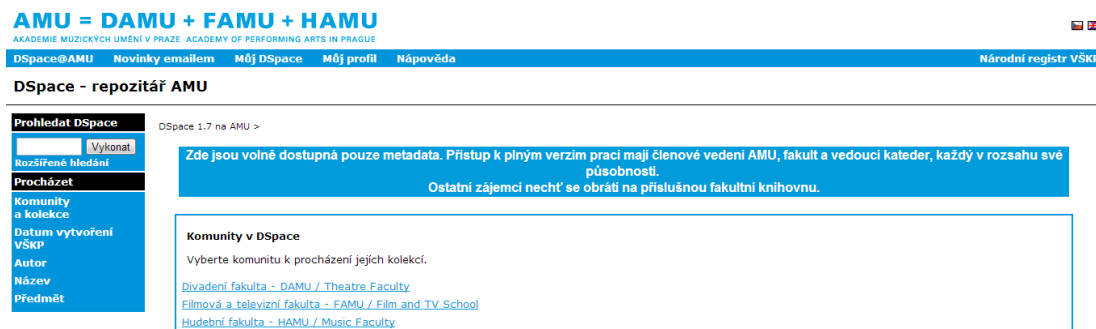 AMU = DAMU + FAMU + HAMU
AKADEMIE MÚZICKÝCH UMĚNÍ V PRAZE ACADEMY OF PERFORMING ARTS IN PRAGUE
DSpace@AMU Novinky emailem Můj DSpace Můj profil Nápověda Národní registr VŠKP
DSpace - repozitář AMU
Prohledat DSpace
Vykonat
Rozšířené hledání
Procházet
Komunity
a kolekce
Datum vytvoření
VŠKP
Autor
Název
Předmět
DSpace 1.7 na AMU >
Zde jsou volně dostupná pouze metadata. Přístup k plným verzím prací mají členové vedení AMU, fakult a vedoucí kateder, každý v rozsahu své
působnosti.
Ostatní zájemci nechť se obrátí na příslušnou fakultní knihovnu.
Komunity v DSpace
Vyberte komunitu k procházení jejích kolekcí.
Divadení fakulta - DAMU / Theatre Faculty
Filmová a televizní fakulta - FAMU / Film and TV School
Hudební fakulta - HAMU / Music Faculty